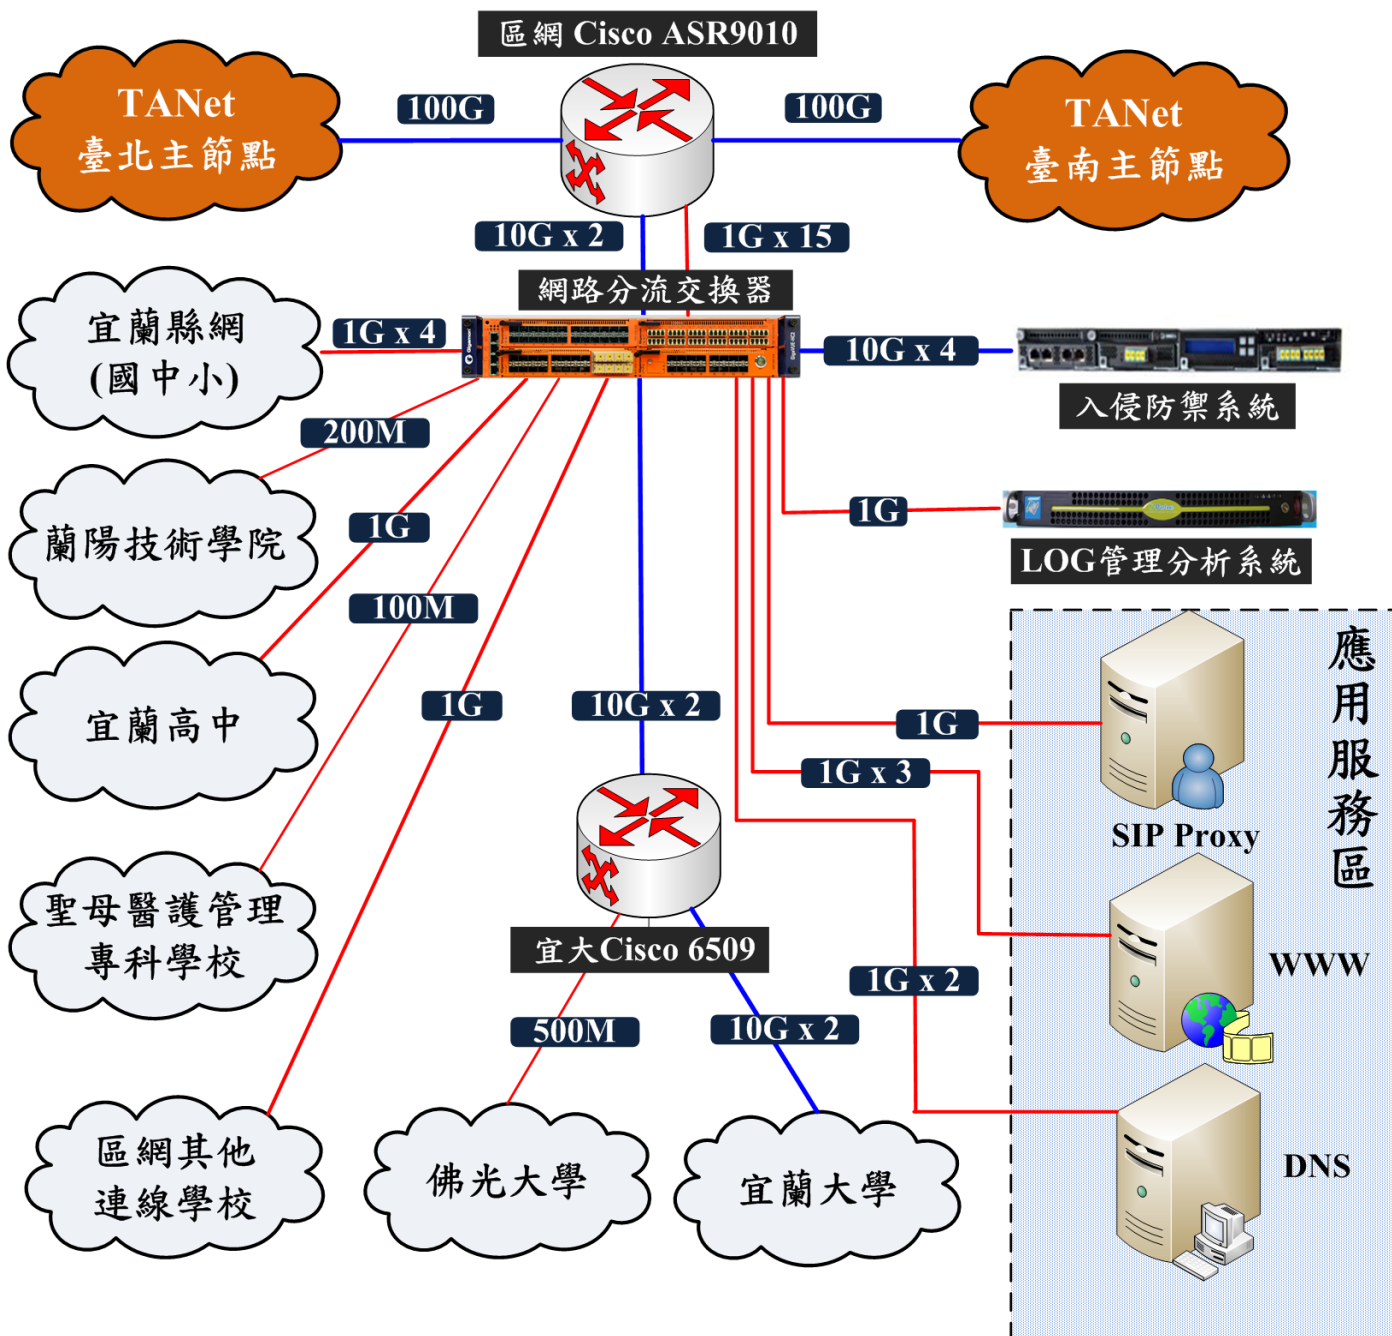 區網 Cisco ASR9010
TANet
臺北主節點
100G
100G
TANet
臺南主節點
10G x 2
1G x 15
網路分流交換器
宜蘭縣網
(國中小)
1G x 4
10G x 4
入侵防禦系統
200M
蘭陽技術學院
1G
1G
LOG管理分析系統
100M
宜蘭高中
1G
10G x 2
1G
應用服務區
1G x 3
SIP Proxy
聖母醫護管理
專科學校
宜大Cisco 6509
1G x 2
WWW
500M
10G x 2
區網其他
連線學校
佛光大學
宜蘭大學
DNS